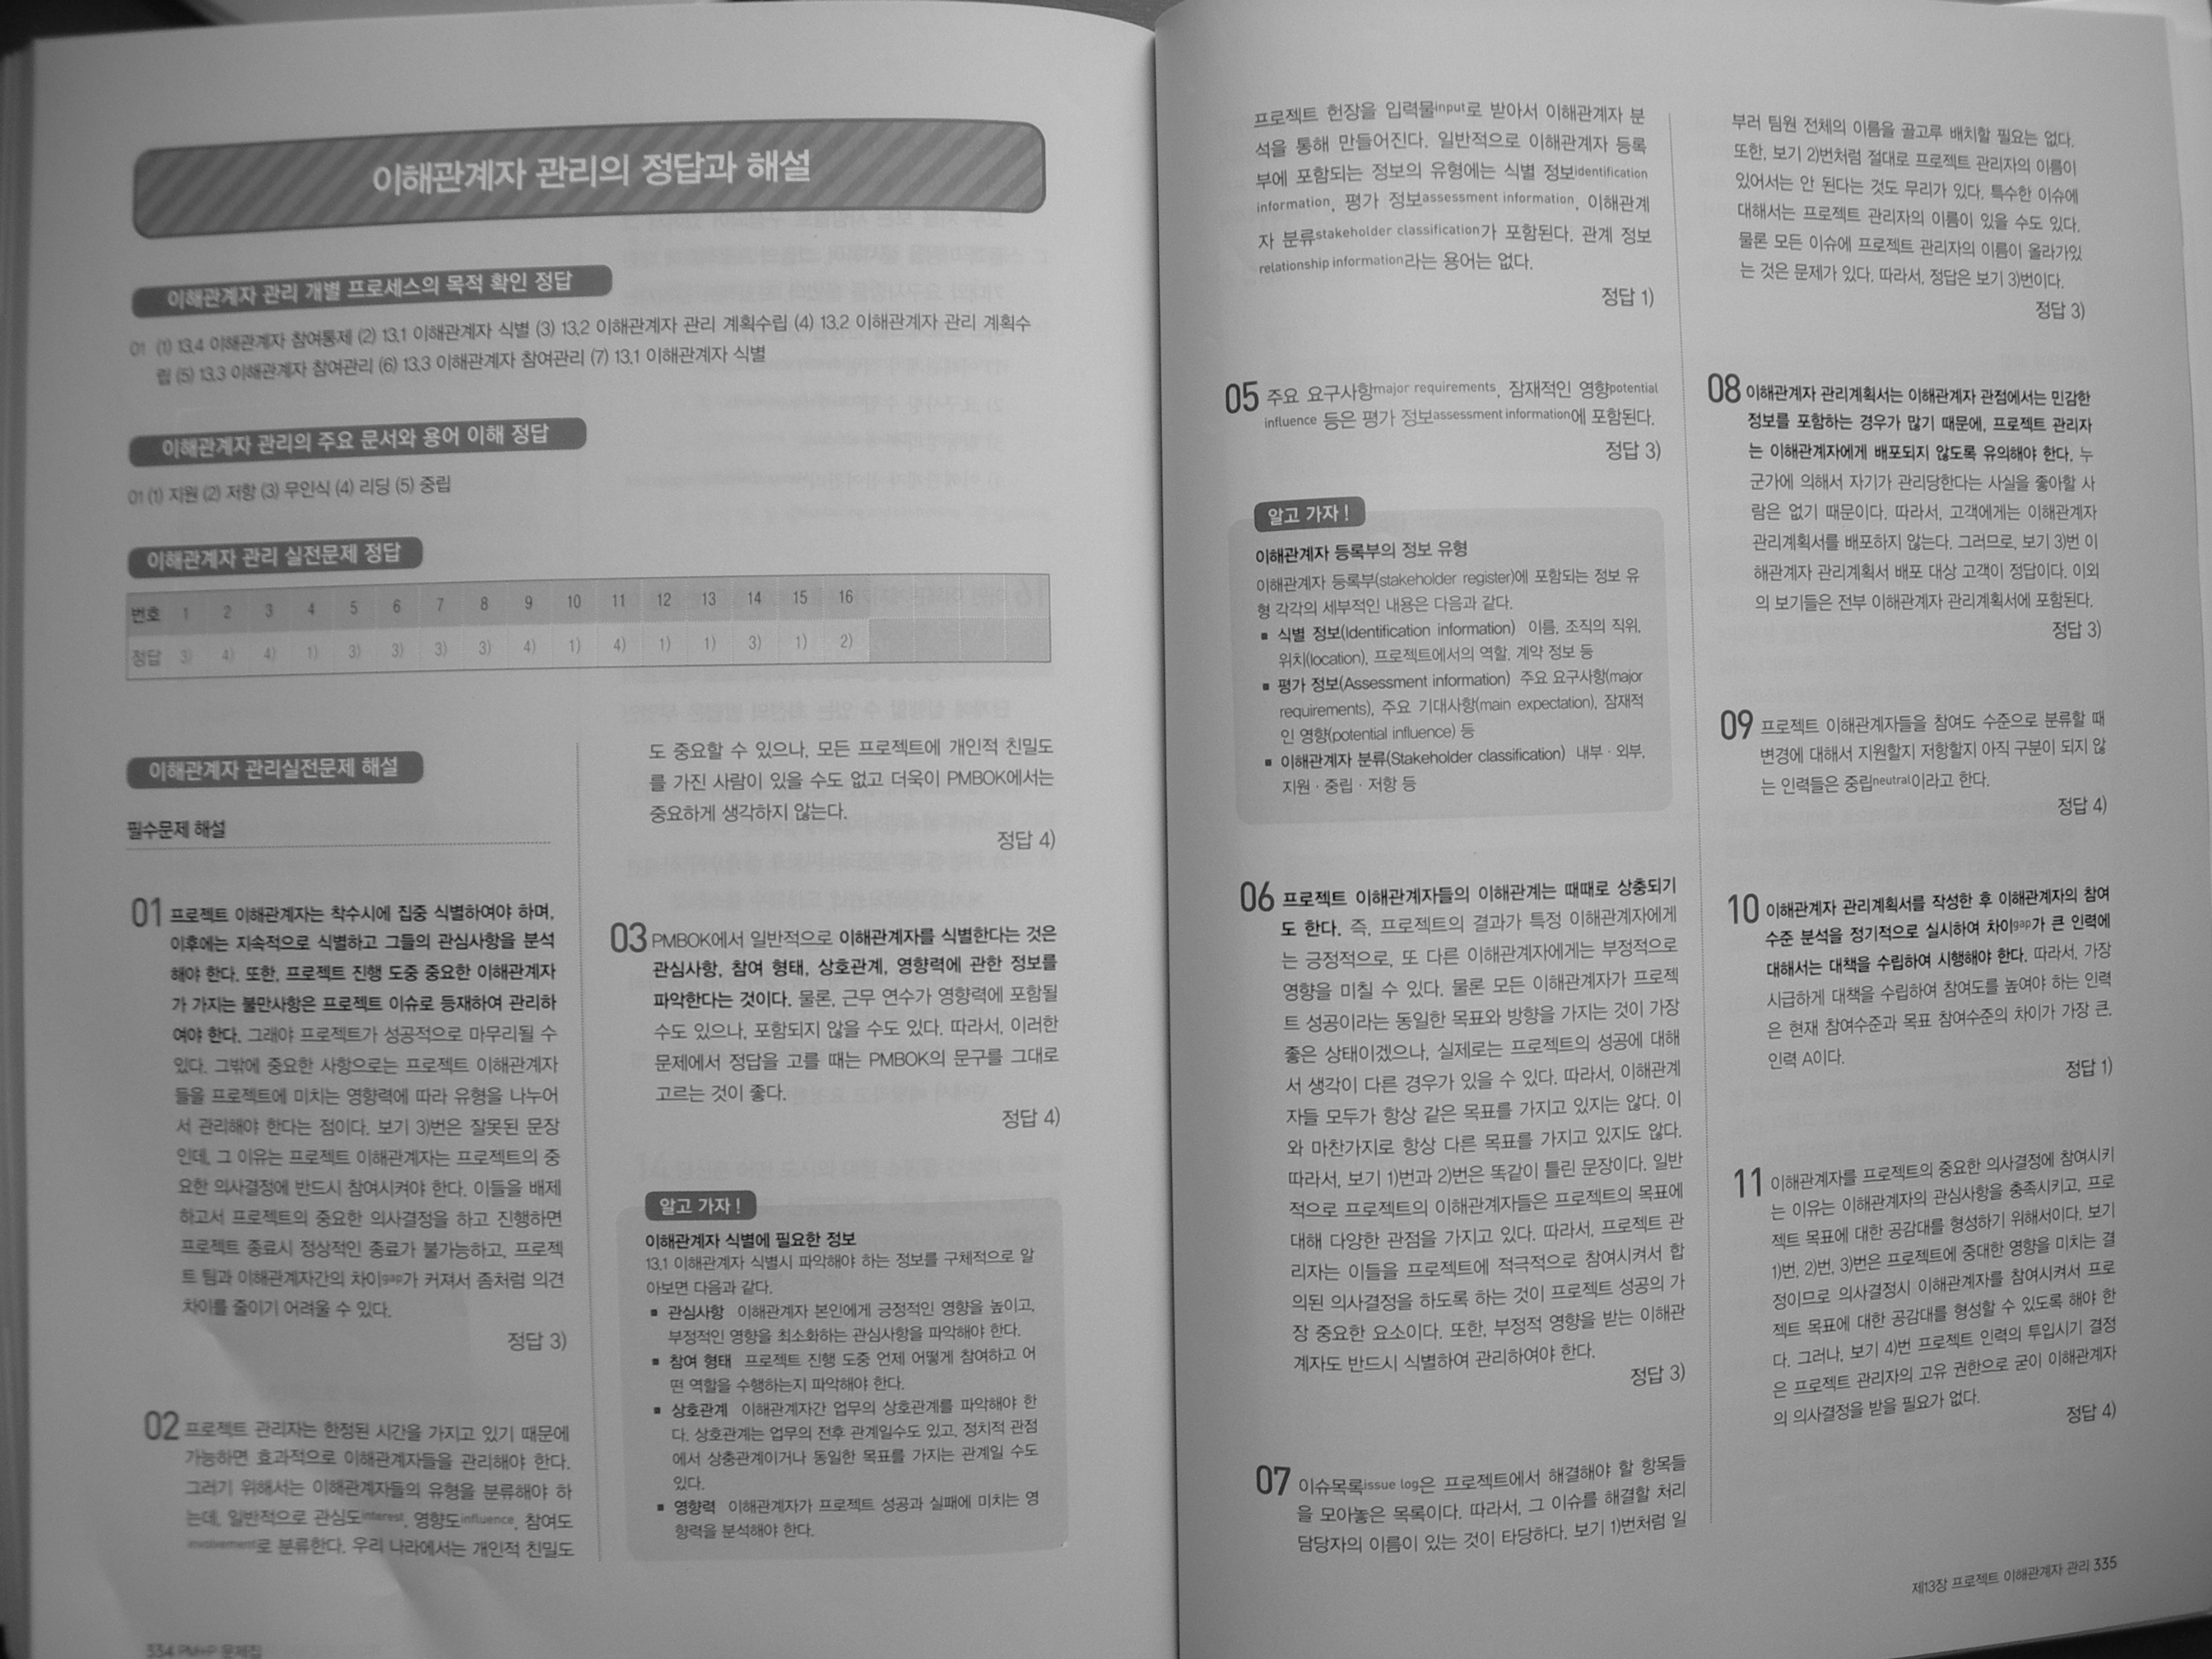 이해관계자 관리의 정답과 해설
이해관계자 관리 개별 프로세스의 목적 확인 정답
01 (1) 13.4 이해관계자 참여통제 (2) 13.1 이해관계자 식별 (3) 13.2 이해관계자 관리 계획수립 (4) 13.2 이해관계자 관리 계획수
립 (5) 13.3 이해관계자 참여관리 (6) 13.3 이해관계자 참여관리 (7) 13.1 이해관계자 식별
이해관계자 관리의 주요 문서와 용어 이해 정답
01 (1) 지원 (2) 저항 (3) 무인식 (4) 리딩 (5) 중립
이해관계자 관리 실전문제 정답
번호 1 2 3 4 5 6 7 8 9 10 11 12 13 14 15 16
정답 3) 4) 4) 1) 3) 3) 3) 3) 4) 1) 4) 1) 1) 3) 1) 2)
이해관계자 관리실전문제 해설
필수문제 해설
01 프로젝트 이해관계자는 착수시에 집중 식별하여야 하며,
이후에는 지속적으로 식별하고 그들의 관심사항을 분석
해야 한다. 또한, 프로젝트 진행 도중 중요한 이해관계자
가 가지는 불만사항은 프로젝트 이슈로 등재하여 관리하
여야 한다. 그래야 프로젝트가 성공적으로 마무리될 수
있다. 그밖에 중요한 사항으로는 프로젝트 이해관계자
들을 프로젝트에 미치는 영향력에 따라 유형을 나누어
서 관리해야 한다는 점이다. 보기 3)번은 잘못된 문장
인데, 그 이유는 프로젝트 이해관계자는 프로젝트의 중
요한 의사결정에 반드시 참여시켜야 한다. 이들을 배제
하고서 프로젝트의 중요한 의사결정을 하고 진행하면
프로젝트 종료시 정상적인 종료가 불가능하고, 프로젝
트 팀과 이해관계자간의 차이gap가 커져서 좀처럼 의견
차이를 줄이기 어려울 수 있다.
정답 3)
02 프로젝트 관리자는 한정된 시간을 가지고 있기 때문에
가능하면 효과적으로 이해관계자들을 관리해야 한다.
그러기 위해서는 이해관계자들의 유형을 분류해야 하
는데, 일반적으로 관심도interest, 영향도influence, 참여도
involvement로 분류한다. 우리 나라에서는 개인적 친밀도
도 중요할 수 있으나, 모든 프로젝트에 개인적 친밀도
를 가진 사람이 있을 수도 없고 더욱이 PMBOK에서는
중요하게 생각하지 않는다.
정답 4)
03 PMBOK에서 일반적으로 이해관계자를 식별한다는 것은
관심사항, 참여 형태, 상호관계, 영향력에 관한 정보를
파악한다는 것이다. 물론, 근무 연수가 영향력에 포함될
수도 있으나, 포함되지 않을 수도 있다. 따라서, 이러한
문제에서 정답을 고를 때는 PMBOK의 문구를 그대로
고르는 것이 좋다.
정답 4)
알고 가자!
이해관계자 식별에 필요한 정보
13.1 이해관계자 식별시 파악해야 하는 정보를 구체적으로 알
아보면 다음과 같다.
▪ 관심사항 이해관계자 본인에게 긍정적인 영향을 높이고,
부정적인 영향을 최소화하는 관심사항을 파악해야 한다.
▪ 참여 형태 프로젝트 진행 도중 언제 어떻게 참여하고 어
떤 역할을 수행하는지 파악해야 한다.
▪ 상호관계 이해관계자간 업무의 상호관계를 파악해야 한
다. 상호관계는 업무의 전후 관계일수도 있고, 정치적 관점
에서 상충관계이거나 동일한 목표를 가지는 관계일 수도
있다.
▪ 영향력 이해관계자가 프로젝트 성공과 실패에 미치는 영
향력을 분석해야 한다.
334 PMP 문제집
프로젝트 헌장을 입력물input로 받아서 이해관계자 분
석을 통해 만들어진다. 일반적으로 이해관계자 등록
부에 포함되는 정보의 유형에는 식별 정보identification
information, 평가 정보assessment information, 이해관계
자 분류stakeholder classification가 포함된다. 관계 정보
relationship information라는 용어는 없다.
정답 1)
05 주요 요구사항major requirements, 잠재적인 영향potential
influence 등은 평가 정보assessment information에 포함된다.
정답 3)
알고 가자!
이해관계자 등록부의 정보 유형
이해관계자 등록부(stakeholder register)에 포함되는 정보 유
형 각각의 세부적인 내용은 다음과 같다.
▪ 식별 정보(Identification information) 이름, 조직의 직위,
위치(location), 프로젝트에서의 역할, 계약 정보 등
▪ 평가 정보(Assessment information) 주요 요구사항(major
requirements), 주요 기대사항(main expectation), 잠재적
인 영향(potential influence) 등
▪ 이해관계자 분류(Stakeholder classification) 내부 · 외부,
지원 · 중립 · 저항 등
06 프로젝트 이해관계자들의 이해관계는 때때로 상충되기
도 한다. 즉, 프로젝트의 결과가 특정 이해관계자에게
는 긍정적으로, 또 다른 이해관계자에게는 부정적으로
영향을 미칠 수 있다. 물론 모든 이해관계자가 프로젝
트 성공이라는 동일한 목표와 방향을 가지는 것이 가장
좋은 상태이겠으나, 실제로는 프로젝트의 성공에 대해
서 생각이 다른 경우가 있을 수 있다. 따라서, 이해관계
자들 모두가 항상 같은 목표를 가지고 있지는 않다. 이
와 마찬가지로 항상 다른 목표를 가지고 있지도 않다.
따라서, 보기 1)번과 2)번은 똑같이 틀린 문장이다. 일반
적으로 프로젝트의 이해관계자들은 프로젝트의 목표에
대해 다양한 관점을 가지고 있다. 따라서, 프로젝트 관
리자는 이들을 프로젝트에 적극적으로 참여시켜서 합
의된 의사결정을 하도록 하는 것이 프로젝트 성공의 가
장 중요한 요소이다. 또한, 부정적 영향을 받는 이해관
계자도 반드시 식별하여 관리하여야 한다.
정답 3)
07 이슈목록issue log은 프로젝트에서 해결해야 할 항목들
을 모아놓은 목록이다. 따라서, 그 이슈를 해결할 처리
담당자의 이름이 있는 것이 타당하다. 보기 1)번처럼 일
부러 팀원 전체의 이름을 골고루 배치할 필요는 없다.
또한, 보기 2)번처럼 절대로 프로젝트 관리자의 이름이
있어서는 안 된다는 것도 무리가 있다. 특수한 이슈에
대해서는 프로젝트 관리자의 이름이 있을 수도 있다.
물론 모든 이슈에 프로젝트 관리자의 이름이 올라가있
는 것은 문제가 있다. 따라서, 정답은 보기 3)번이다.
정답 3)
08 이해관계자 관리계획서는 이해관계자 관점에서는 민감한
정보를 포함하는 경우가 많기 때문에, 프로젝트 관리자
는 이해관계자에게 배포되지 않도록 유의해야 한다. 누
군가에 의해서 자기가 관리당한다는 사실을 좋아할 사
람은 없기 때문이다. 따라서, 고객에게는 이해관계자
관리계획서를 배포하지 않는다. 그러므로, 보기 3)번 이
해관계자 관리계획서 배포 대상 고객이 정답이다. 이외
의 보기들은 전부 이해관계자 관리계획서에 포함된다.
정답 3)
09 프로젝트 이해관계자들을 참여도 수준으로 분류할 때
변경에 대해서 지원할지 저항할지 아직 구분이 되지 않
는 인력들은 중립neutral이라고 한다.
정답 4)
10 이해관계자 관리계획서를 작성한 후 이해관계자의 참여
수준 분석을 정기적으로 실시하여 차이gap가 큰 인력에
대해서는 대책을 수립하여 시행해야 한다. 따라서, 가장
시급하게 대책을 수립하여 참여도를 높여야 하는 인력
은 현재 참여수준과 목표 참여수준의 차이가 가장 큰,
인력 A이다.
정답 1)
11 이해관계자를 프로젝트의 중요한 의사결정에 참여시키
는 이유는 이해관계자의 관심사항을 충족시키고, 프로
젝트 목표에 대한 공감대를 형성하기 위해서이다. 보기
1)번, 2)번, 3)번은 프로젝트에 중대한 영향을 미치는 결
정이므로 의사결정시 이해관계자를 참여시켜서 프로
젝트 목표에 대한 공감대를 형성할 수 있도록 해야 한
다. 그러나, 보기 4)번 프로젝트 인력의 투입시기 결정
은 프로젝트 관리자의 고유 권한으로 굳이 이해관계자
의 의사결정을 받을 필요가 없다.
정답 4)
제13장 프로젝트 이해관계자 관리 335